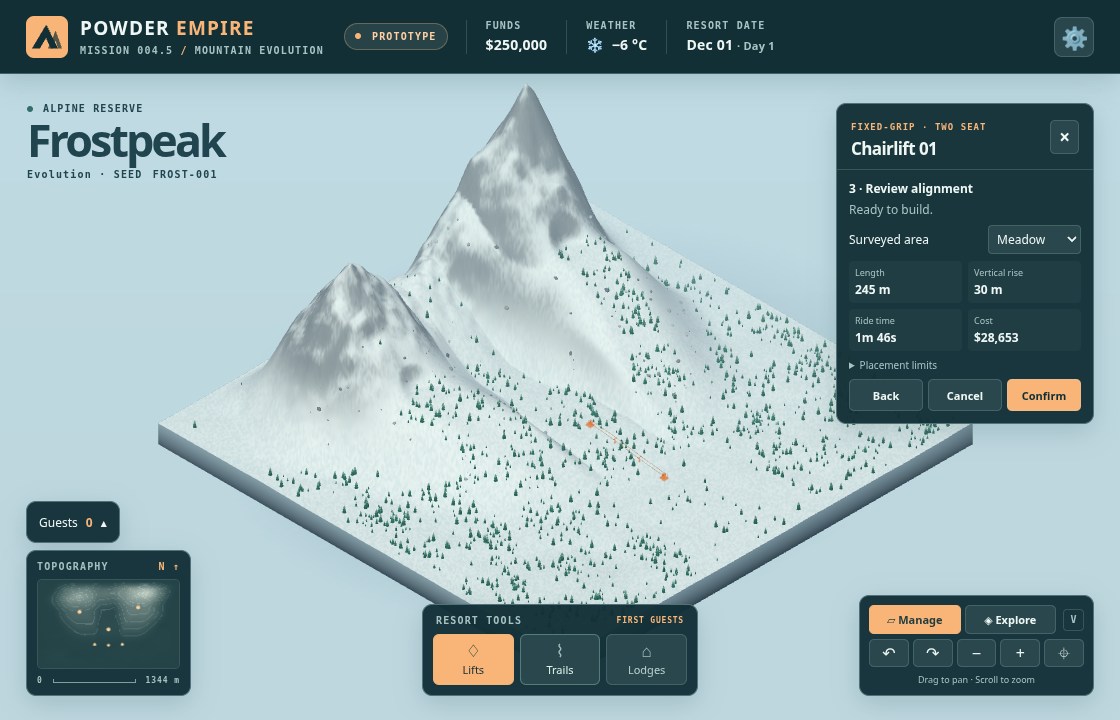 POWDER EMPIRE
MISSION 004.5 / MOUNTAIN EVOLUTION
PROTOTYPE
FUNDS
$250,000
WEATHER
−6 °C
RESORT DATE
Dec 01 · Day 1
ALPINE RESERVE
Frostpeak
Evolution · SEED FROST-001
FIXED-GRIP · TWO SEAT
Chairlift 01
×
3 · Review alignment
Ready to build.
Surveyed area
Meadow
Length
245 m
Vertical rise
30 m
Ride time
1m 46s
Cost
$28,653
▶ Placement limits
Back
Cancel
Confirm
Guests 0 ▲
TOPOGRAPHY
N ↑
0
1344 m
RESORT TOOLS
FIRST GUESTS
Lifts
Trails
Lodges
▱ Manage
◈ Explore
V
↶
↷
−
+
⌖
Drag to pan · Scroll to zoom